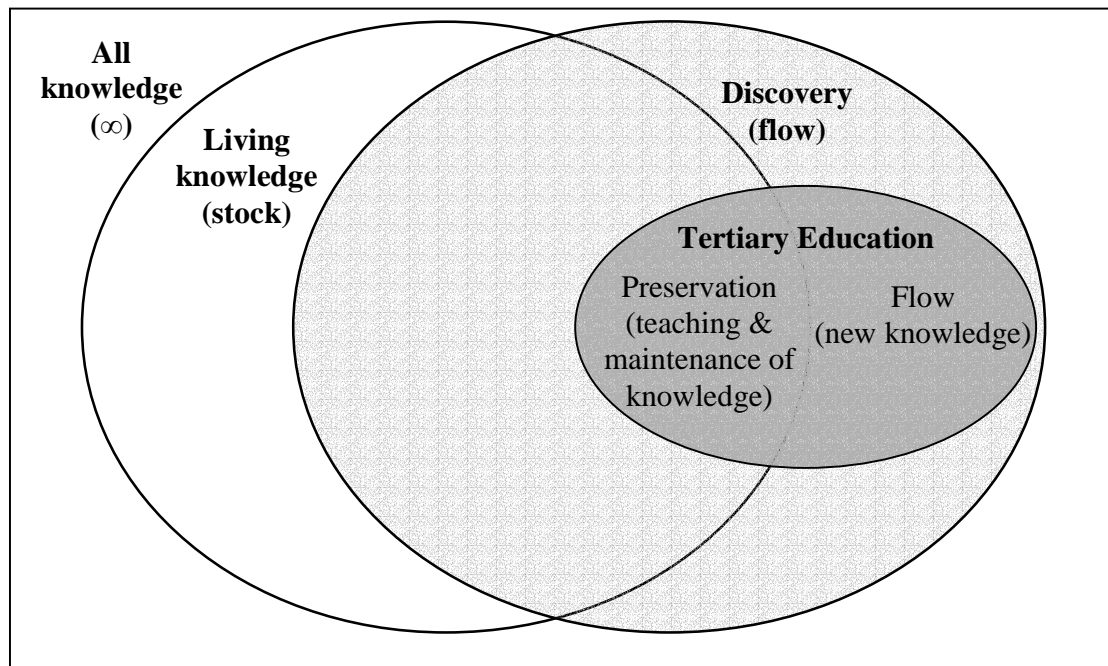 All
knowledge
(∞)
Living
knowledge
(stock)
Discovery
(flow)
Tertiary Education
Preservation
(teaching &
maintenance of
knowledge)
Flow
(new knowledge)